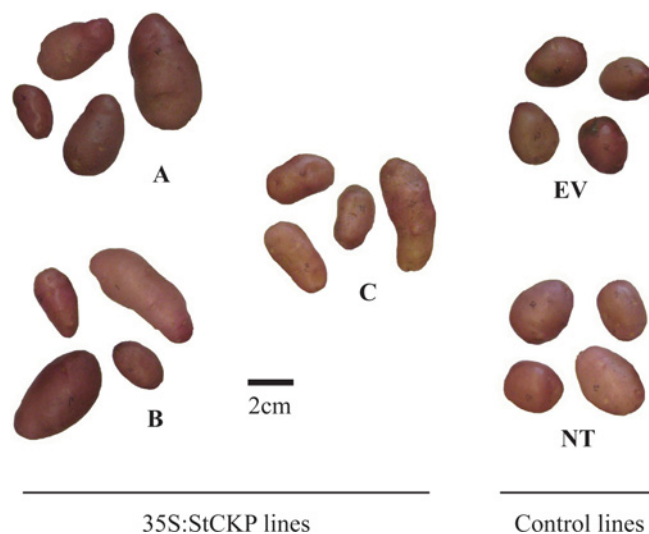 A
EV
C
B
2cm
NT
35S:StCKP lines
Control lines